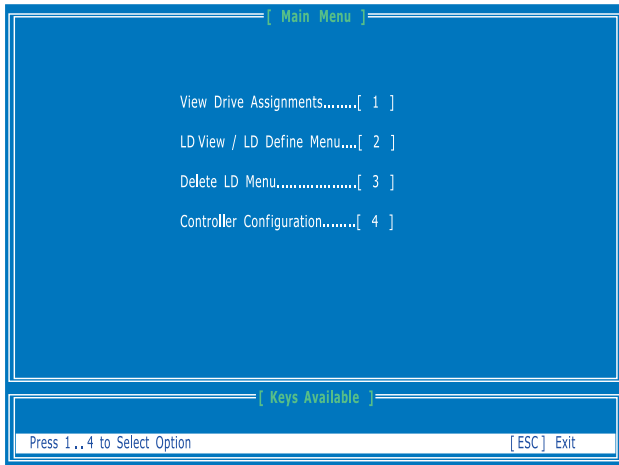 [ Main Menu ]
View Drive Assignments........[ 1 ]
LD View / LD Define Menu....[ 2 ]
Delete LD Menu...................[ 3 ]
Controller Configuration........[ 4 ]
[ Keys Available ]
Press 1..4 to Select Option [ESC] Exit